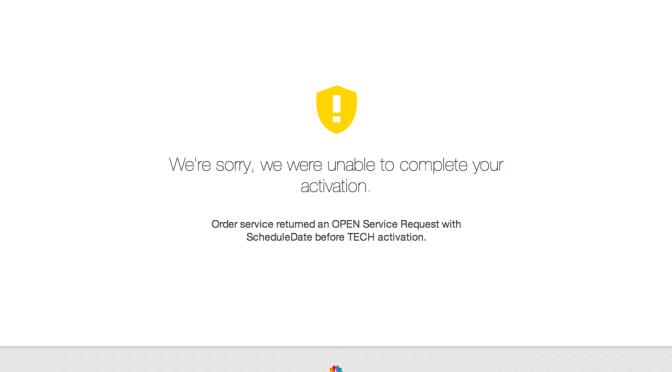 We're sorry, we were unable to complete your
activation.
Order service returned an OPEN Service Request with
ScheduleDate before TECH activation.